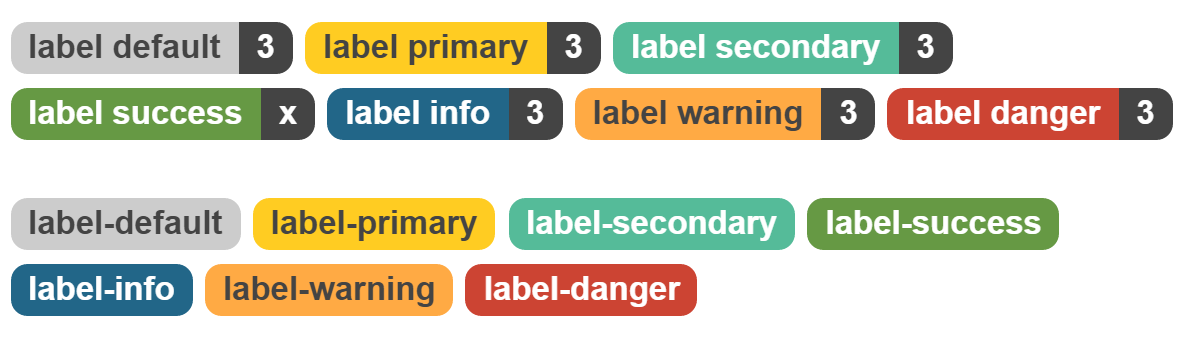 label default 3 label primary 3 label secondary 3
label success x label info 3 label warning 3 label danger 3
label-default label-primary label-secondary label-success
label-info label-warning label-danger